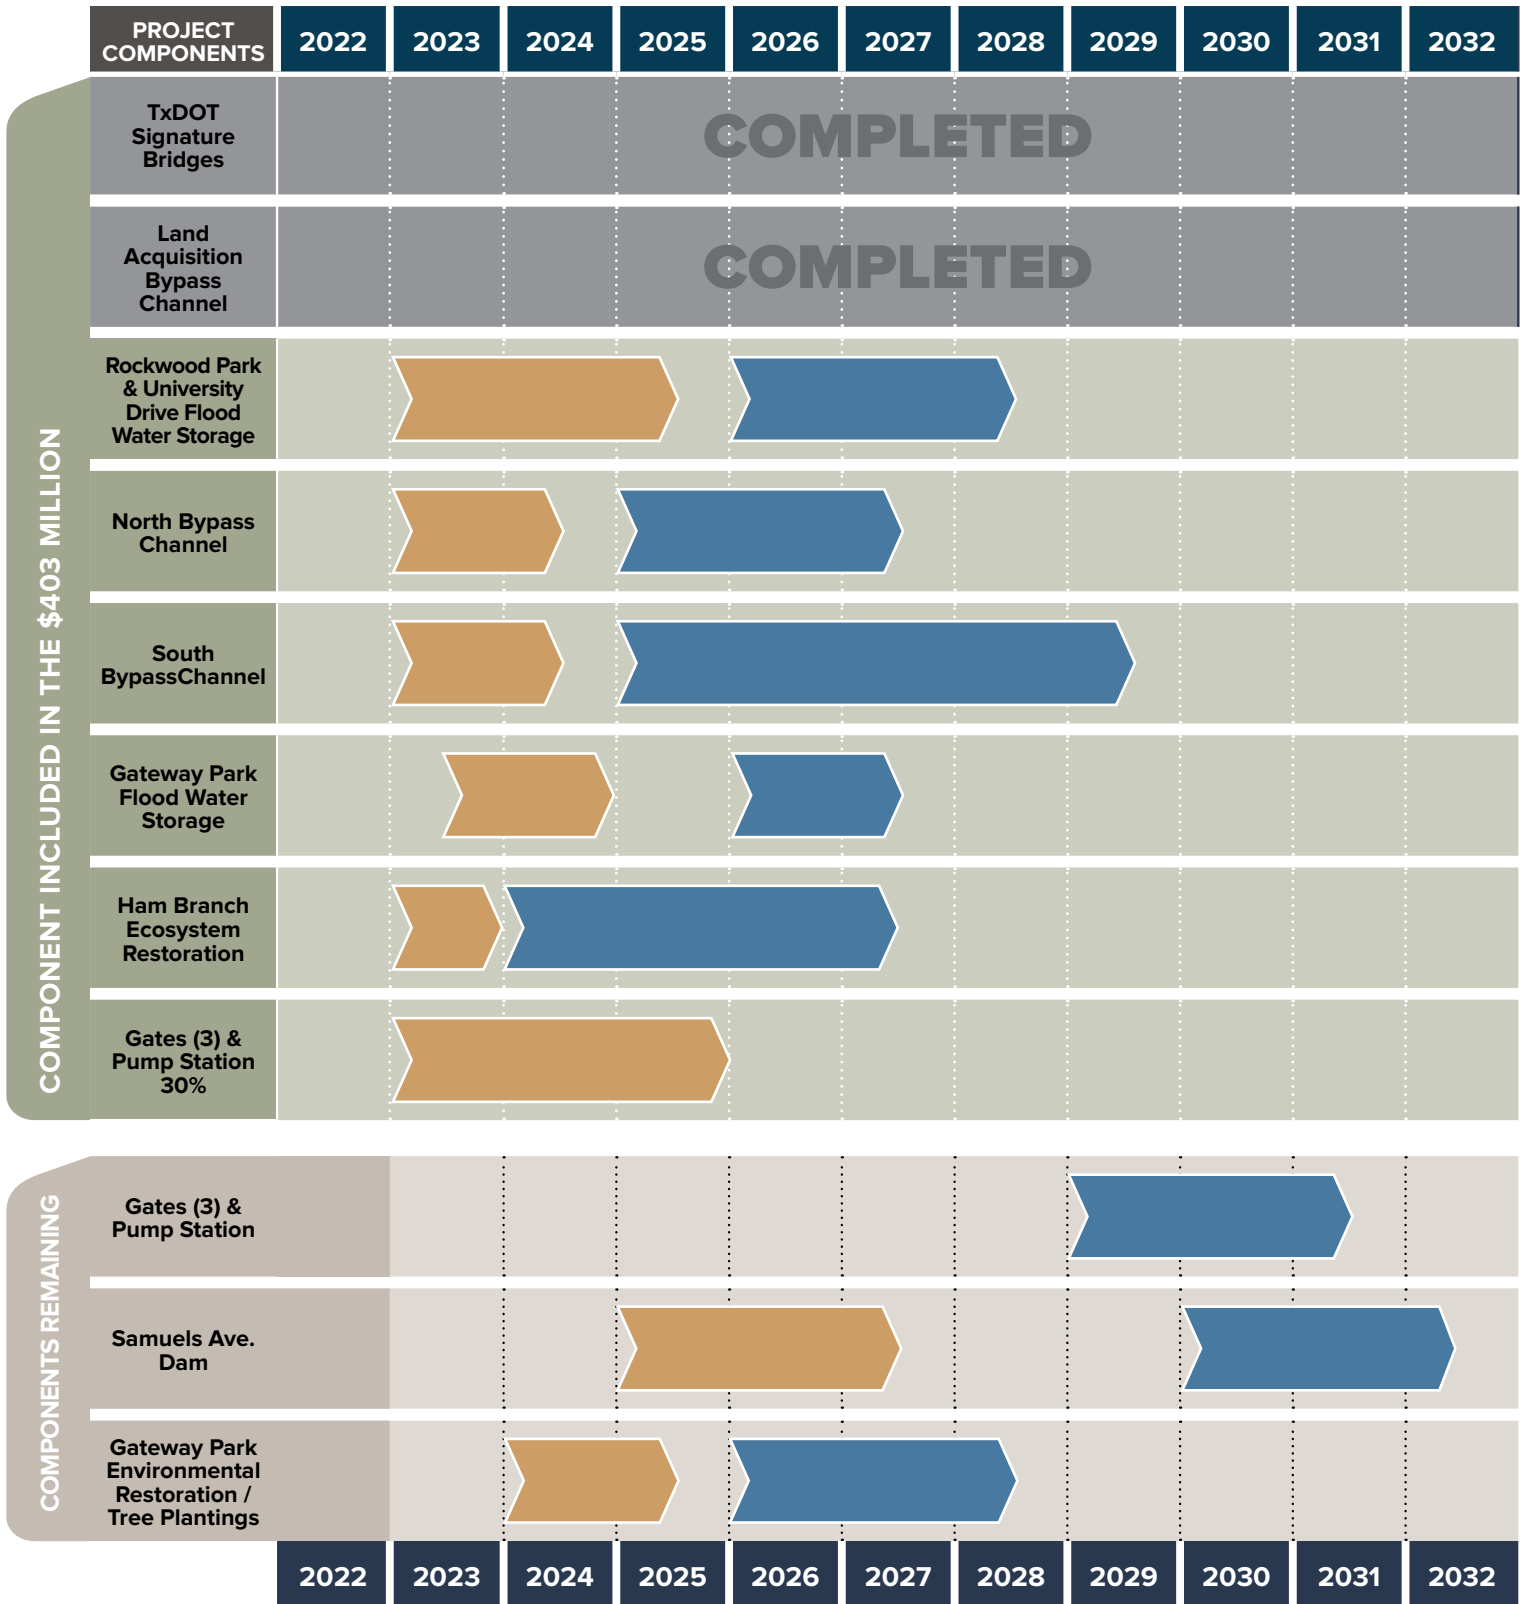 PROJECT
COMPONENTS
2022
2023
2024
2025
2026
2027
2028
2029
2030
2031
2032
COMPONENT INCLUDED IN THE $403 MILLION
TxDOT
Signature
Bridges
COMPLETED
Land
Acquisition
Bypass
Channel
COMPLETED
Rockwood Park
& University
Drive Flood
Water Storage
North Bypass
Channel
South
BypassChannel
Gateway Park
Flood Water
Storage
Ham Branch
Ecosystem
Restoration
Gates (3) &
Pump Station
30%
COMPONENTS REMAINING
Gates (3) &
Pump Station
Samuels Ave.
Dam
Gateway Park
Environmental
Restoration /
Tree Plantings
2022
2023
2024
2025
2026
2027
2028
2029
2030
2031
2032